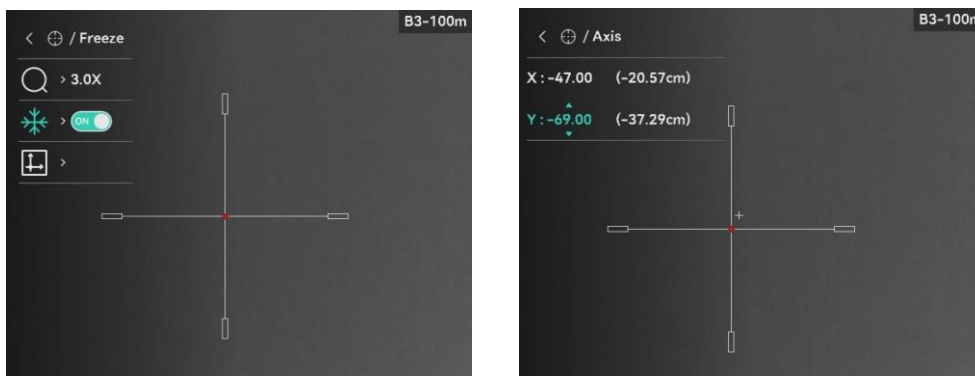 B3-100m
< / Freeze
> 3.0X
> ON
>
B3-100m
< / Axis
X : -47.00 (-20.57cm)
Y : -69.00 (-37.29cm)